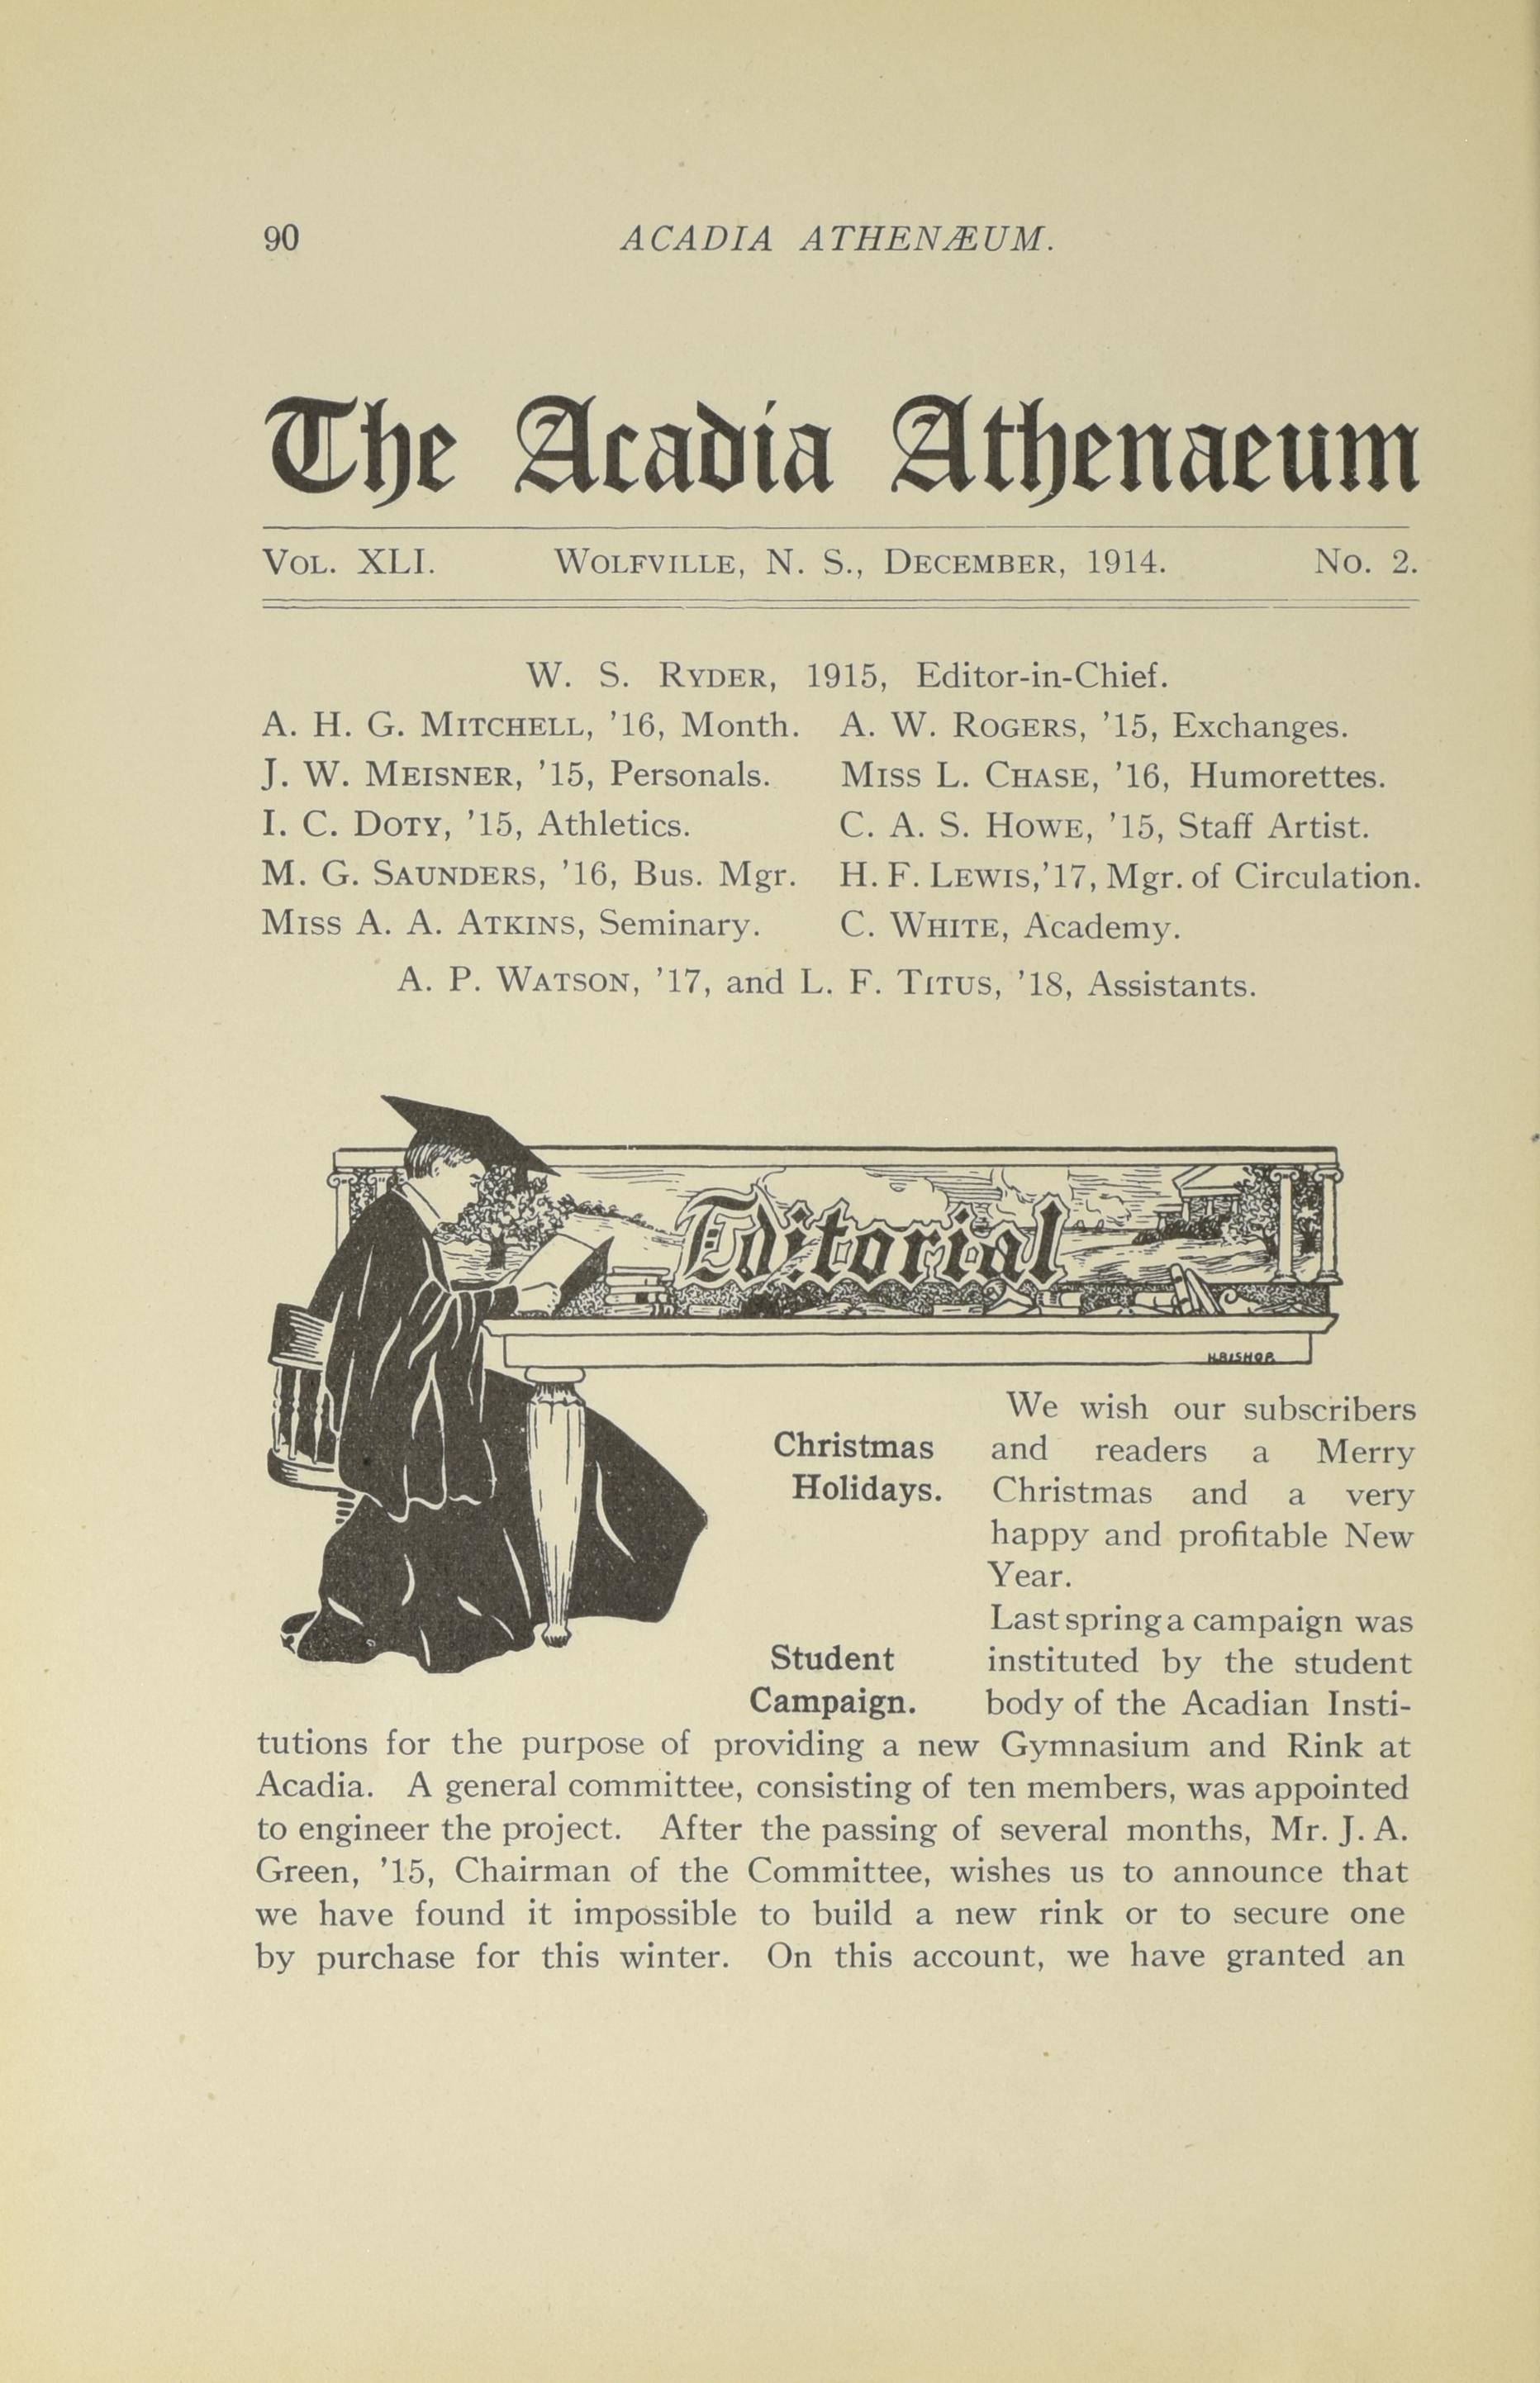 90
ACADIA ATHENÆUM.
The Acadia Athenaeum
VOL. XLI.
WOLFVILLE, N. S., DECEMBER, 1914.
No. 2.
W. S. RYDER, 1915, Editor-in-Chief.
A. H. G. MITCHELL, '16, Month.
A. W. ROGERS, '15, Exchanges.
J. W. MEISNER, '15, Personals.
MISS L. CHASE, '16, Humorettes.
I. C. DOTY, '15, Athletics.
C. A. S. HOWE, '15, Staff Artist.
M. G. SAUNDERS, '16, Bus. Mgr.
H. F. LEWIS,'17, Mgr. of Circulation.
MISS A. A. ATKINS, Seminary.
C. WHITE, Academy.
A. P. WATSON, '17, and L. F. TITUS, '18, Assistants.
Editorial
H.BISHOP
Christmas
Holidays.
We wish our subscribers
and readers a Merry
Christmas and a very
happy and profitable New
Year.
Student
Campaign.
Last spring a campaign was
instituted by the student
body of the Acadian Insti-
tutions for the purpose of providing a new Gymnasium and Rink at
Acadia. A general committee, consisting of ten members, was appointed
to engineer the project. After the passing of several months, Mr. J. A.
Green, '15, Chairman of the Committee, wishes us to announce that
we have found it impossible to build a new rink or to secure one
by purchase for this winter. On this account, we have granted an